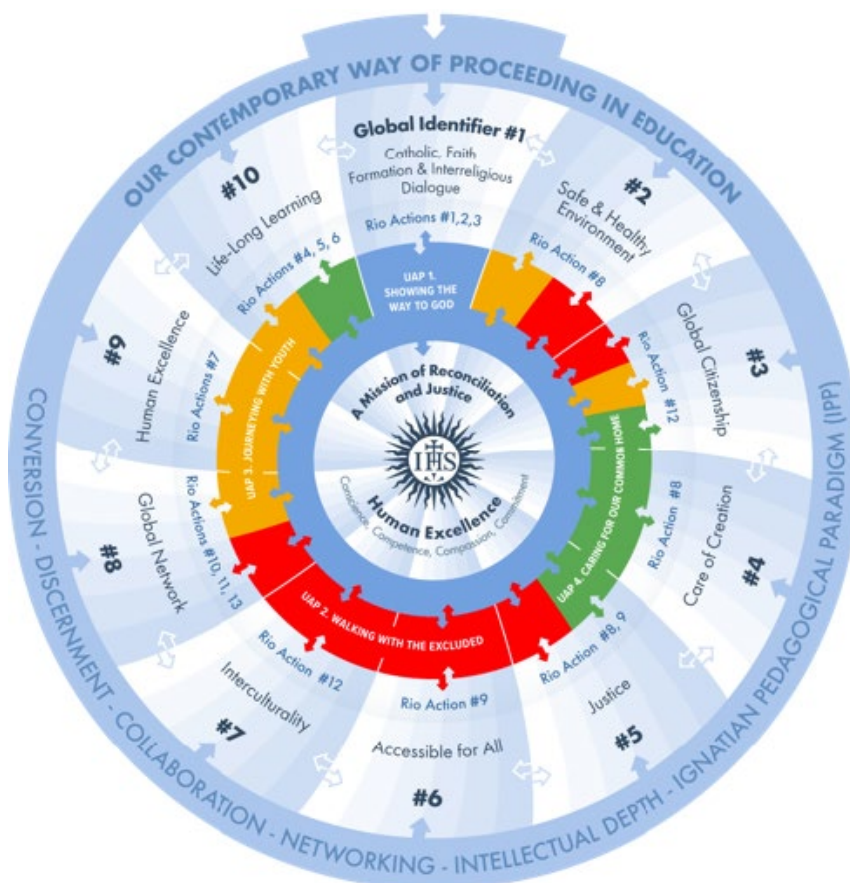 OUR CONTEMPORARY WAY OF PROCEEDING IN EDUCATION
Global Identifier #1
Catholic, Faith
Formation & Interreligious
Dialogue
Rio Actions #1,2,3
#2
Safe & Healthy
Environment
Rio Action #8
#3
Global Citizenship
Rio Action #12
#4
Care of Creation
Rio Action #8
#5
Justice
Rio Action #8, 9
#6
Accessible for All
Rio Action #9
#7
Interculturality
Rio Action #12
#8
Global Network
Rio Actions #10, 11, 13
#9
Human Excellence
Rio Actions #7
#10
Life-Long Learning
Rio Actions #4, 5, 6
UAP 1.
SHOWING THE
WAY TO GOD
UAP 4. CARING FOR OUR COMMON HOME
UAP 2. WALKING WITH THE EXCLUDED
UAP 3. JOURNEYING WITH YOUTH
A Mission of Reconciliation
and Justice
IHS
Human Excellence
Conscience, Competence, Compassion, Commitment
CONVERSION - DISCERNMENT - COLLABORATION - NETWORKING - INTELLECTUAL DEPTH - IGNATIAN PEDAGOGICAL PARADIGM (IPP)